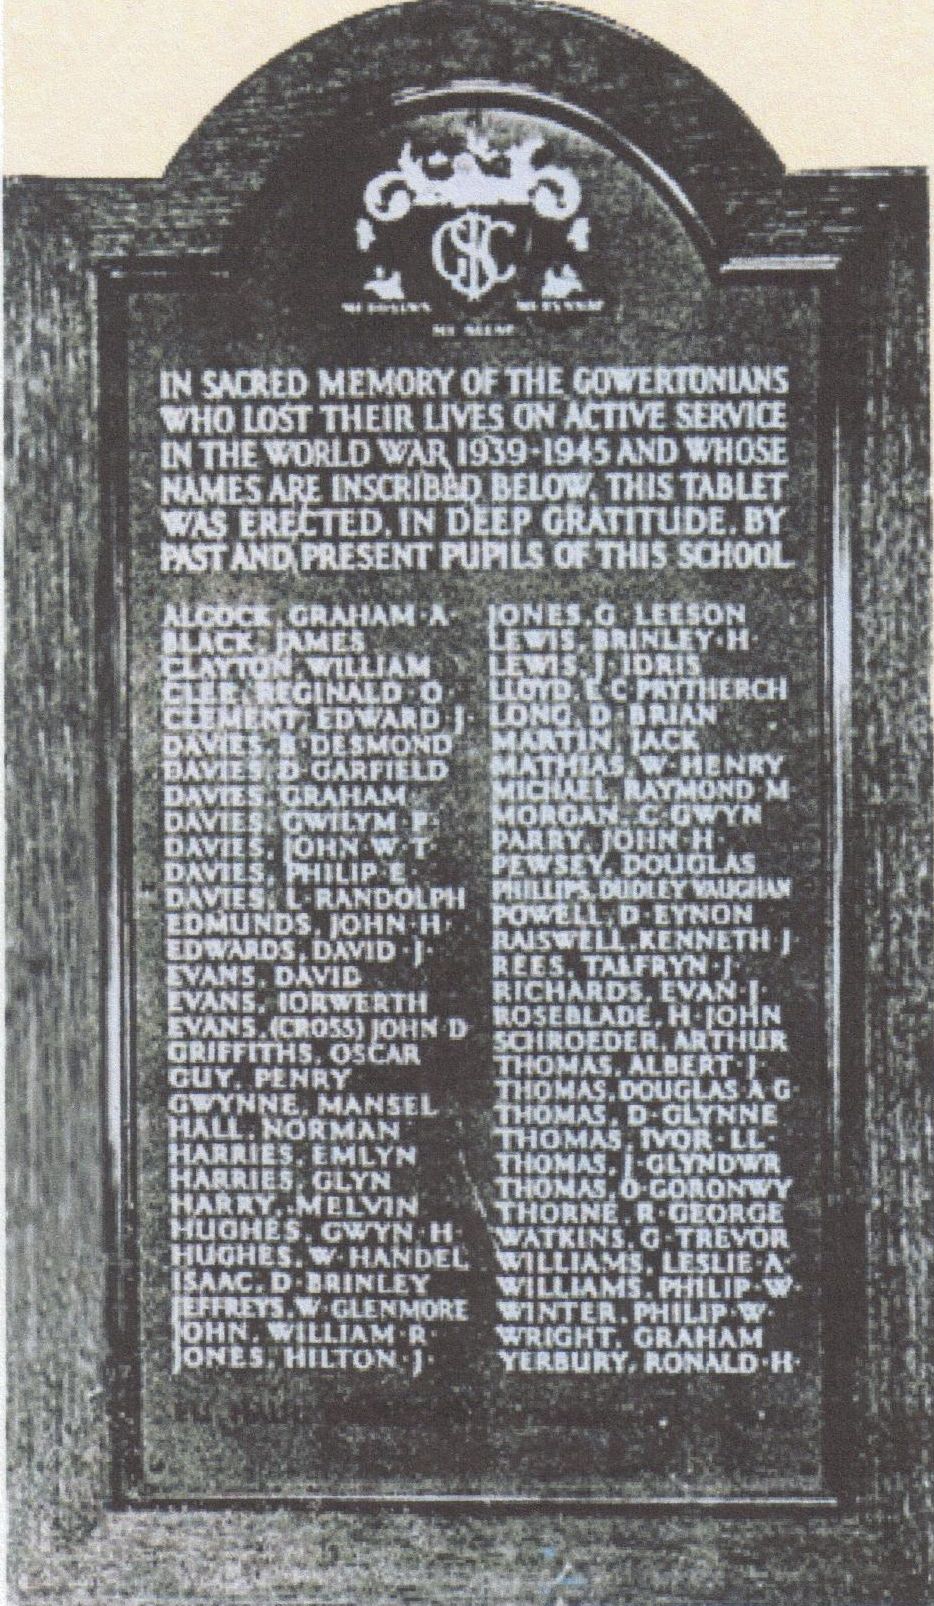 GSIC
IN SACRED MEMORY OF THE GOWERTONIANS
WHO LOST THEIR LIVES ON ACTIVE SERVICE
IN THE WORLD WAR 1939-1945 AND WHOSE
NAMES ARE INSCRIBED BELOW. THIS TABLET
WAS ERECTED, IN DEEP GRATITUDE, BY
PAST AND PRESENT PUPILS OF THIS SCHOOL.
ALCOCK, GRAHAM·A·
BLACK, JAMES
CLAYTON, WILLIAM
CLEE, REGINALD·O·
CLEMENT, EDWARD·J·
DAVIES, B·DESMOND
DAVIES, D·GARFIELD
DAVIES, GRAHAM
DAVIES, GWILYM·P·
DAVIES, JOHN·W·T·
DAVIES, PHILIP·E·
DAVIES, L·RANDOLPH
EDMUNDS, JOHN·H·
EDWARDS, DAVID·J·
EVANS, DAVID
EVANS, IORWERTH
EVANS, (CROSS) JOHN D
GRIFFITHS, OSCAR
GUY, PENRY
GWYNNE, MANSEL
HALL, NORMAN
HARRIES, EMLYN
HARRIES, GLYN
HARRY, MELVIN
HUGHES, GWYN·H·
HUGHES, W·HANDEL
ISAAC, D·BRINLEY
JEFFREYS, W·GLENMORE
JOHN, WILLIAM·R·
JONES, HILTON·J·
JONES, G·LEESON
LEWIS, BRINLEY·H·
LEWIS, J·IDRIS
LLOYD, E·C·PRYTHERCH
LONG, D·BRIAN
MARTIN, JACK
MATHIAS, W·HENRY
MICHAEL, RAYMOND M
MORGAN, C·GWYN
PARRY, JOHN·H·
PEWSEY, DOUGLAS
PHILLIPS, DUDLEY VAUGHAN
POWELL, D·EYNON
RAISWELL, KENNETH·J·
REES, TALFRYN·J·
RICHARDS, EVAN·J·
ROSEBLADE, H·JOHN
SCHROEDER, ARTHUR
THOMAS, ALBERT·J·
THOMAS, DOUGLAS A G·
THOMAS, D·GLYNNE
THOMAS, IVOR·LL·
THOMAS, J·GLYNDWR
THOMAS, O·GORONWY
THORNE, R·GEORGE
WATKINS, G·TREVOR
WILLIAMS, LESLIE·A·
WILLIAMS, PHILIP·W·
WINTER, PHILIP·W·
WRIGHT, GRAHAM
YERBURY, RONALD·H·